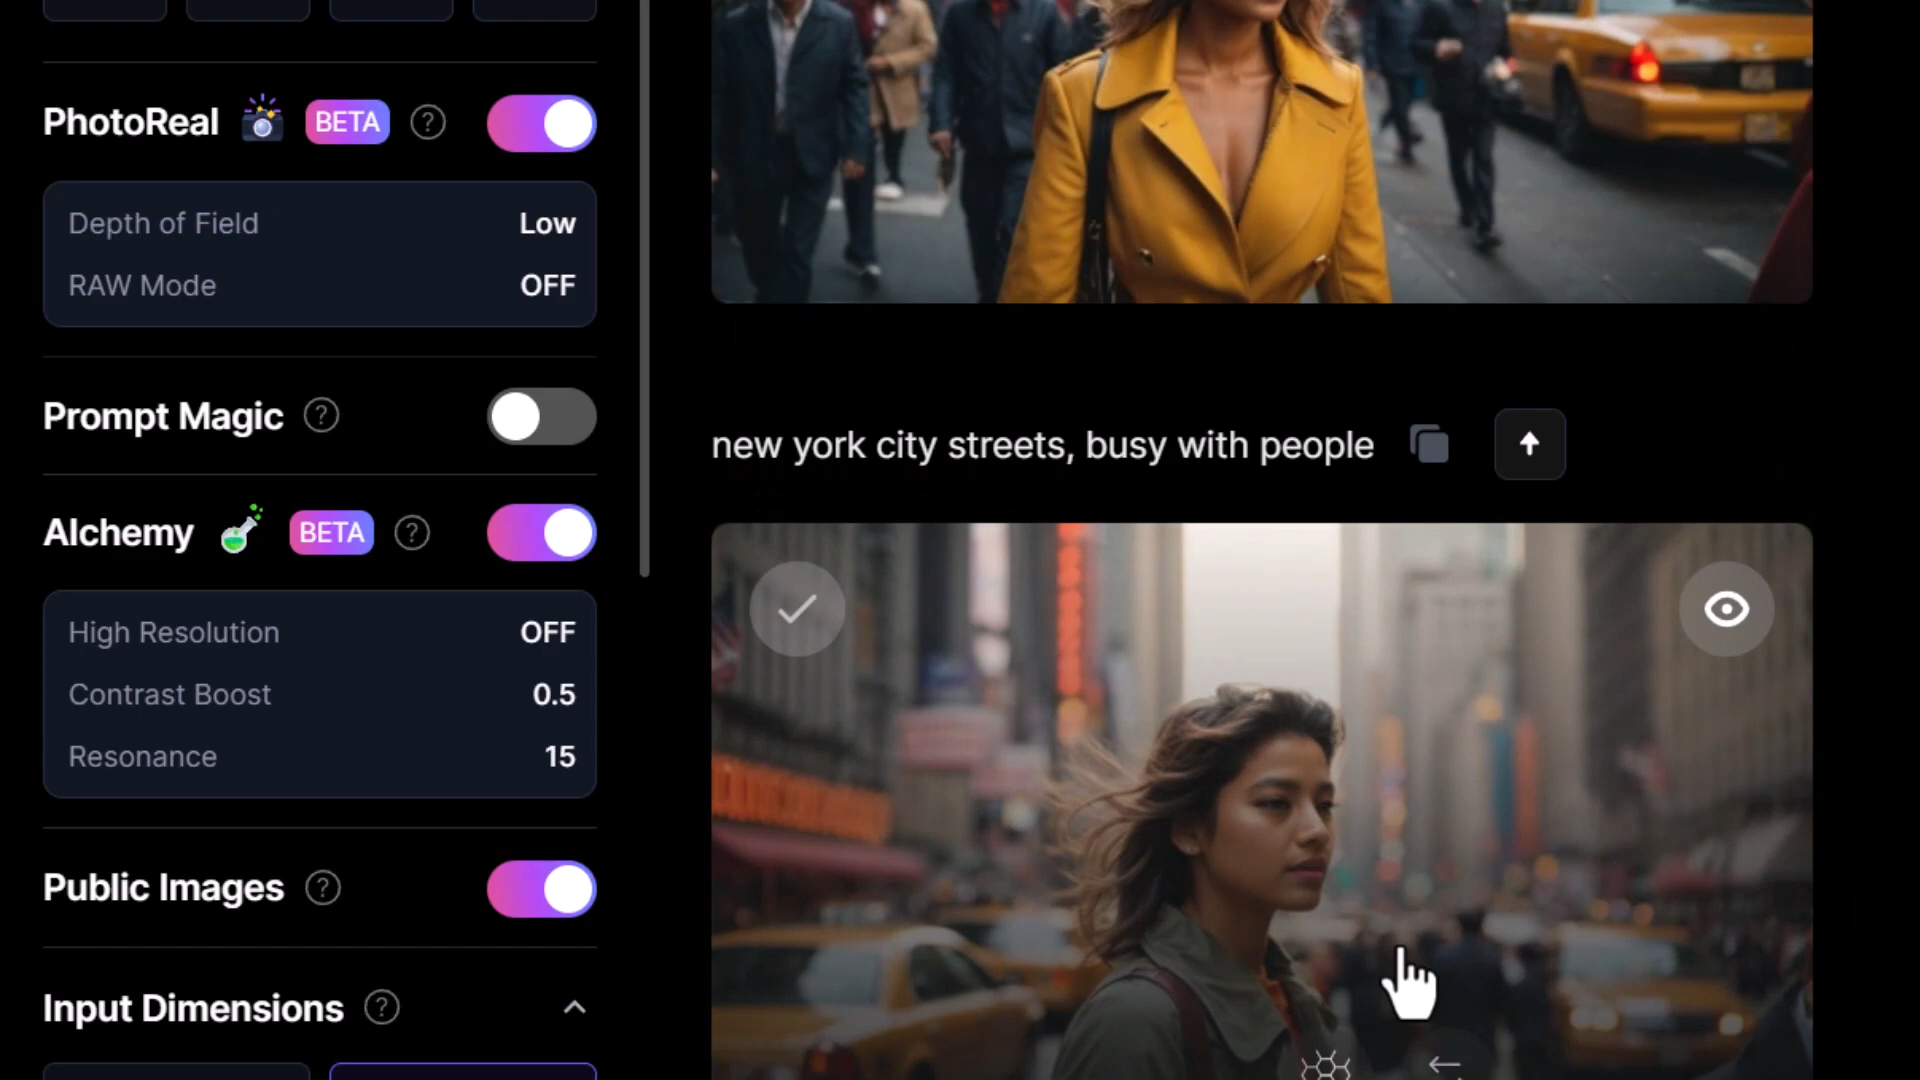 PhotoReal BETA ?
Depth of Field Low
RAW Mode OFF
Prompt Magic ?
Alchemy BETA ?
High Resolution OFF
Contrast Boost 0.5
Resonance 15
Public Images ?
Input Dimensions ?
new york city streets, busy with people